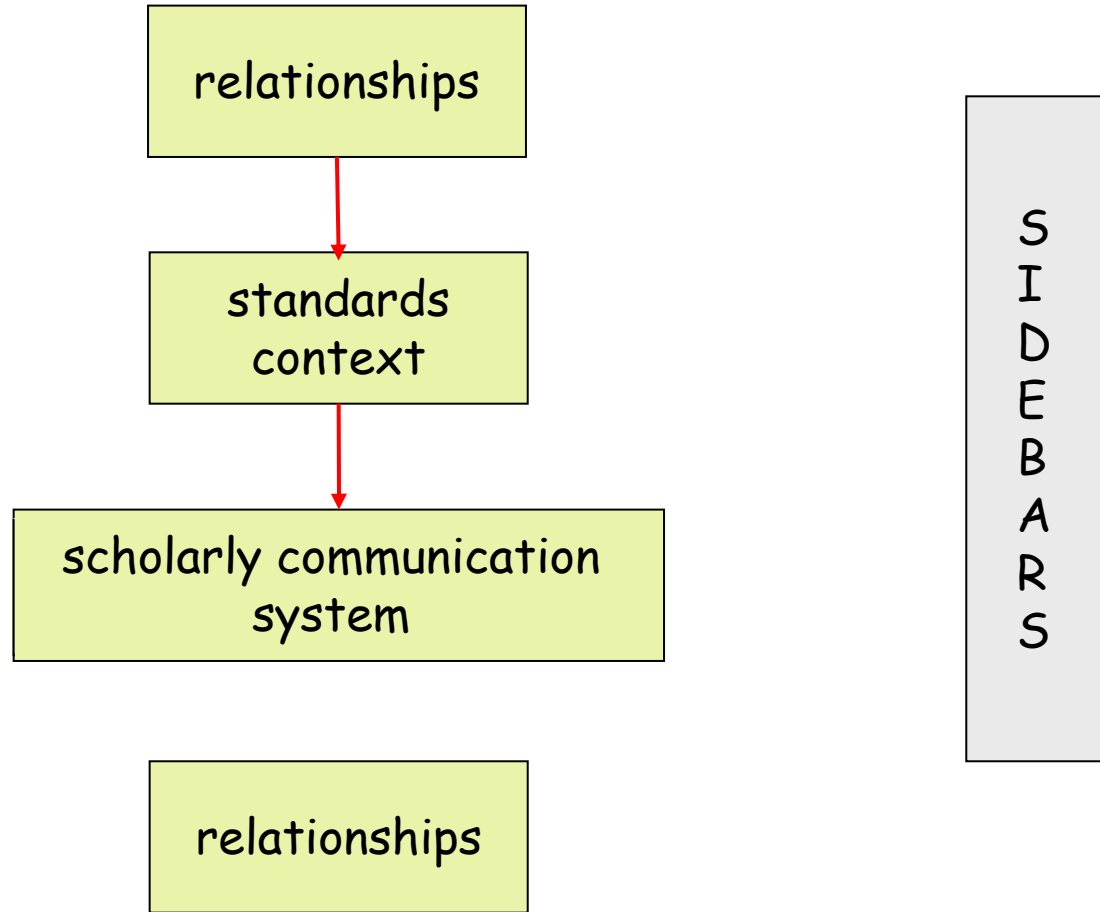 relationships
standards
context
scholarly communication
system
relationships
S
I
D
E
B
A
R
S